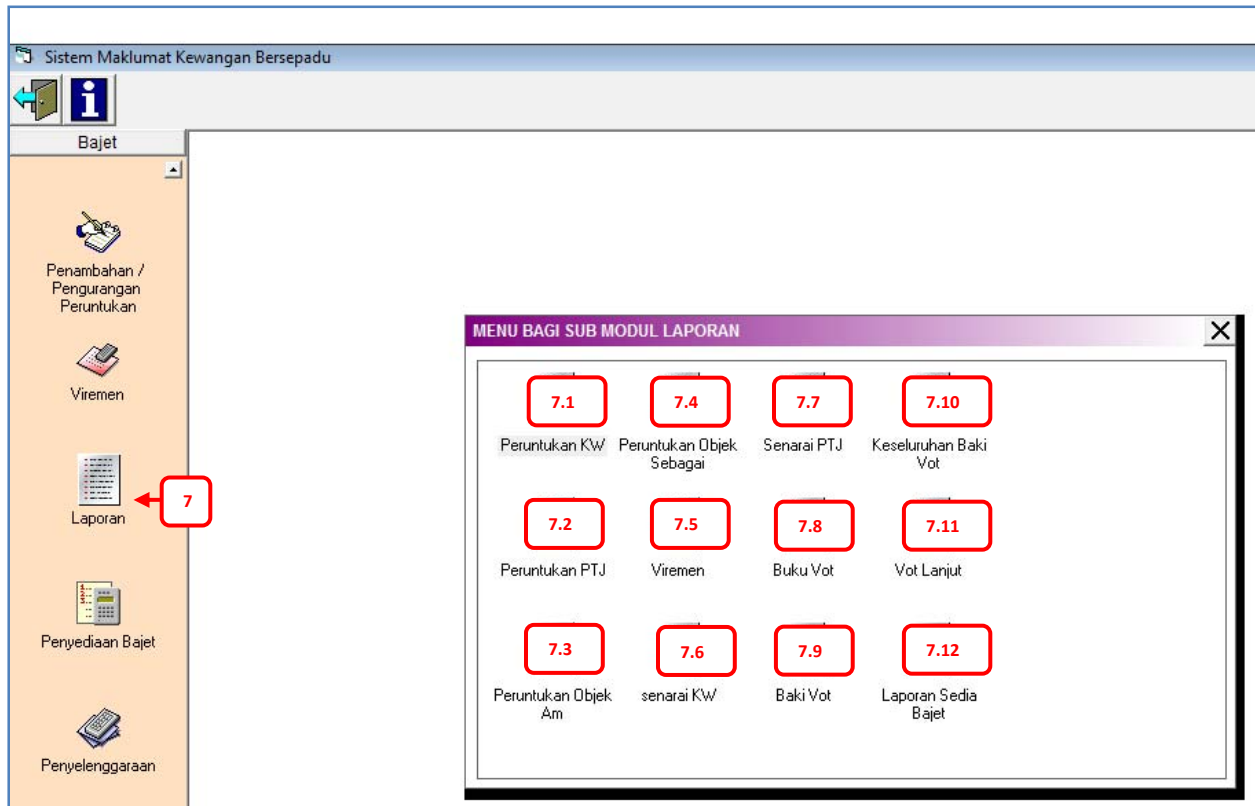 Sistem Maklumat Kewangan Bersepadu
Bajet
Penambahan /
Pengurangan
Peruntukan
Viremen
Laporan
7
Penyediaan Bajet
Penyelenggaraan
MENU BAGI SUB MODUL LAPORAN
7.1
7.4
7.7
7.10
Peruntukan KW
Peruntukan Objek
Sebagai
Senarai PTJ
Keseluruhan Baki
Vot
7.2
7.5
7.8
7.11
Peruntukan PTJ
Viremen
Buku Vot
Vot Lanjut
7.3
7.6
7.9
7.12
Peruntukan Objek
Am
senarai KW
Baki Vot
Laporan Sedia
Bajet